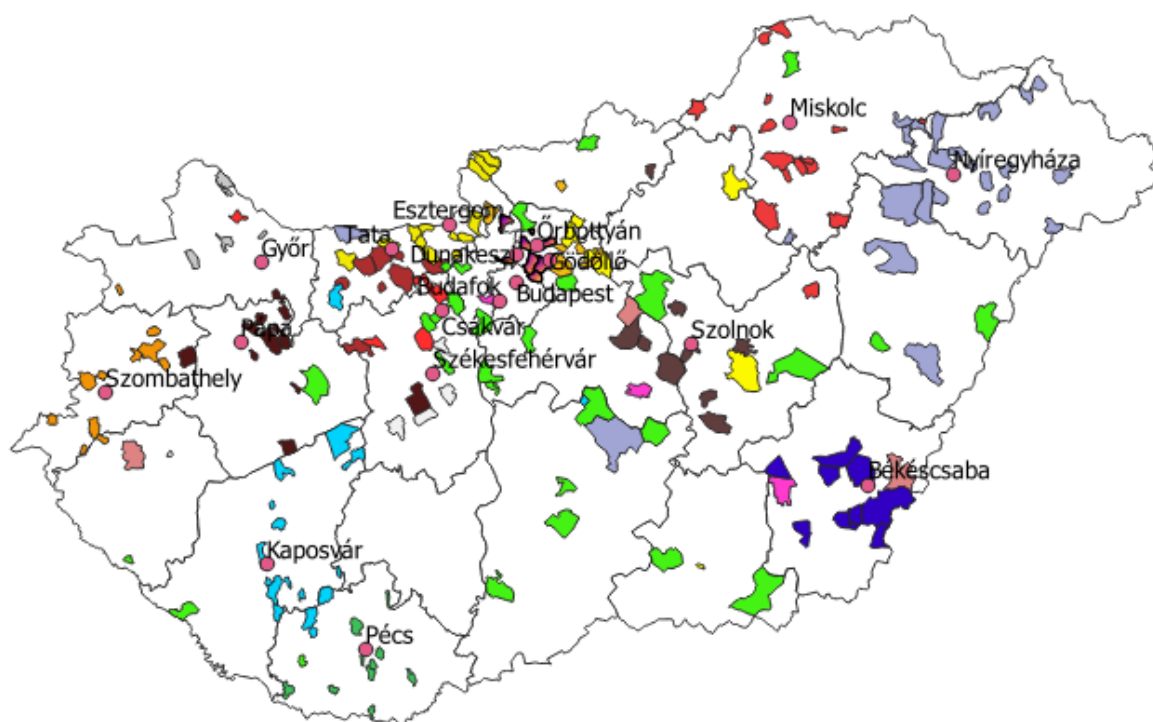 Miskolc
Nyíregyháza
Esztergom
Őrbottyán
Győr
Tata
Dunakeszi
Gödöllő
Budafok
Budapest
Csákvár
Pápa
Szolnok
Székesfehérvár
Szombathely
Békéscsaba
Kaposvár
Pécs